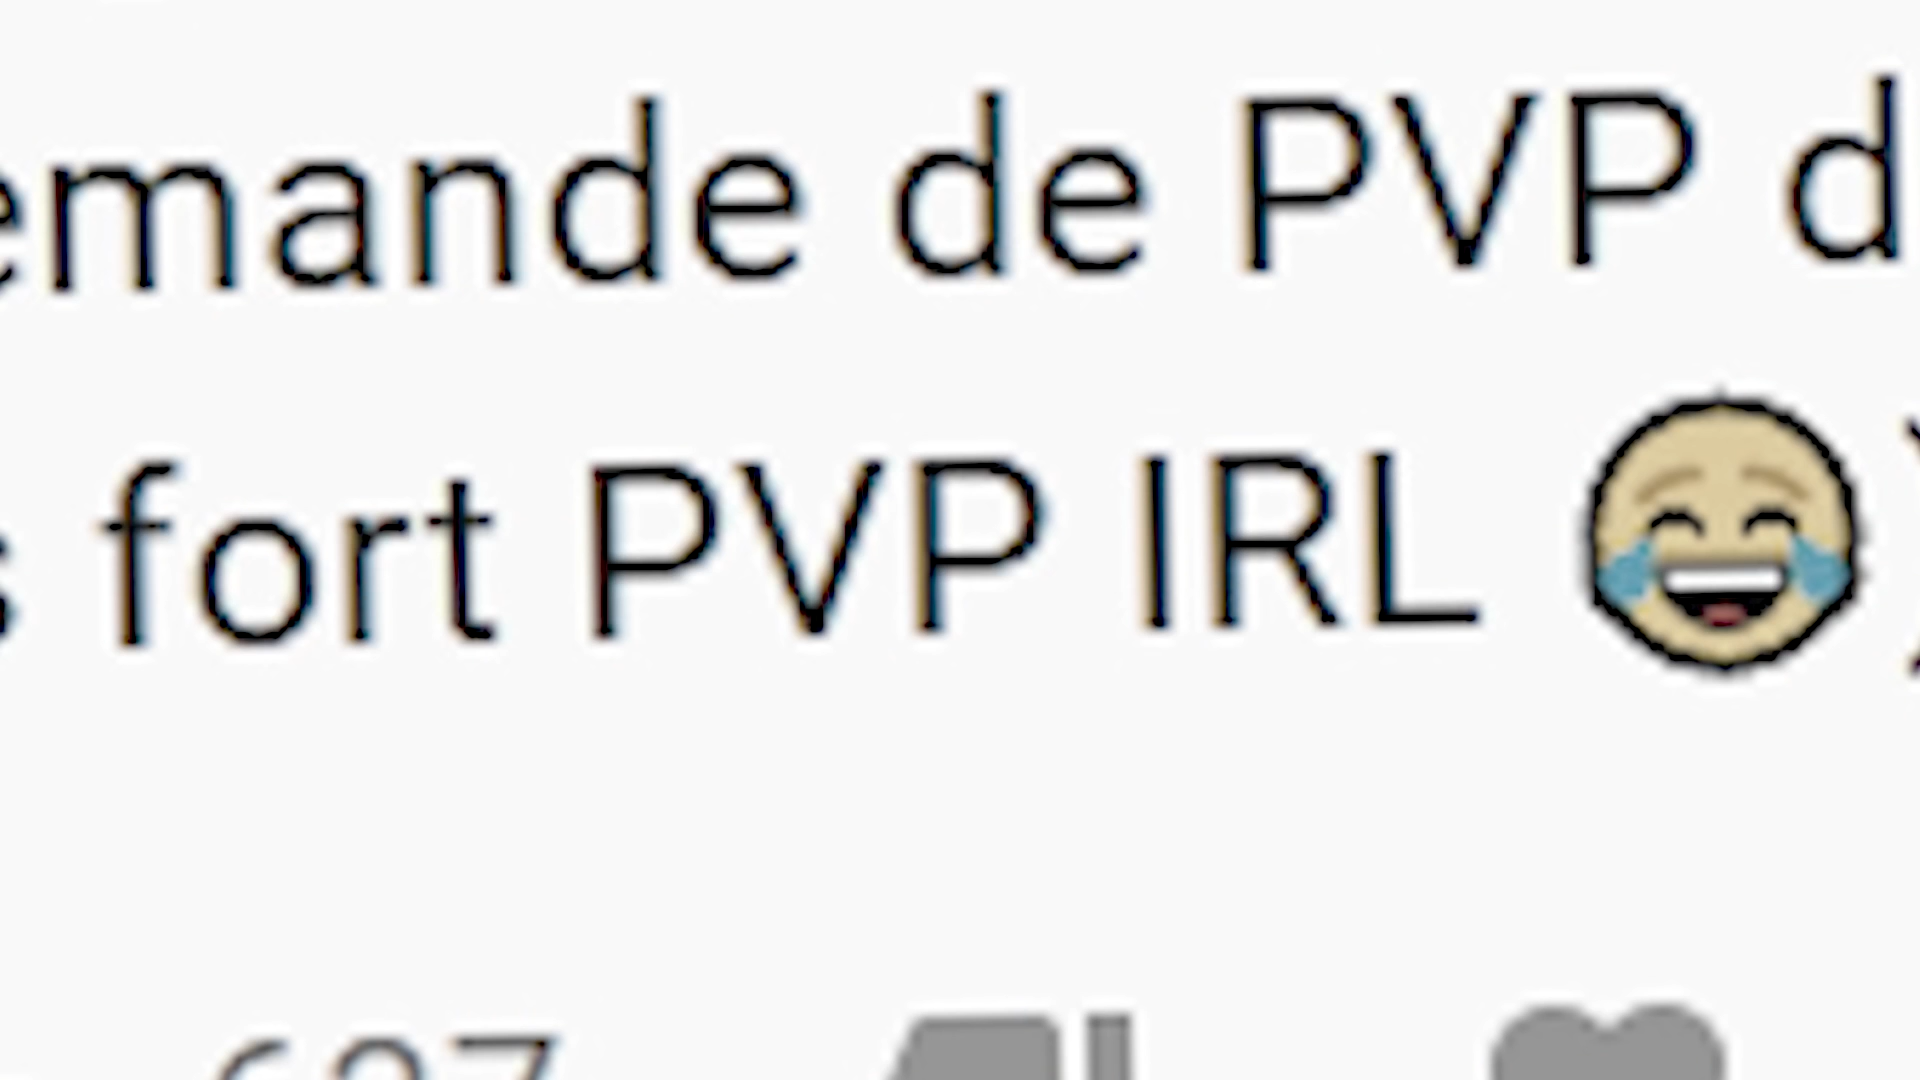 emande de PVP d
s fort PVP IRL 😂)